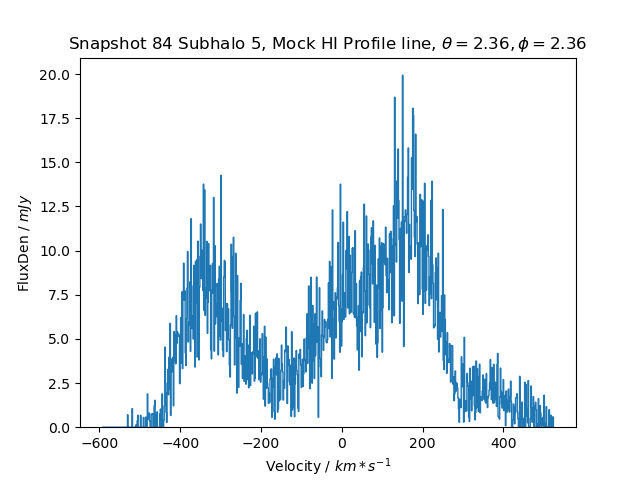 Snapshot 84 Subhalo 5, Mock HI Profile line, θ = 2.36, ϕ = 2.36
20.0
17.5
15.0
12.5
10.0
7.5
5.0
2.5
0.0
FluxDen / mJy
−600 −400 −200 0 200 400
Velocity / km * s⁻¹